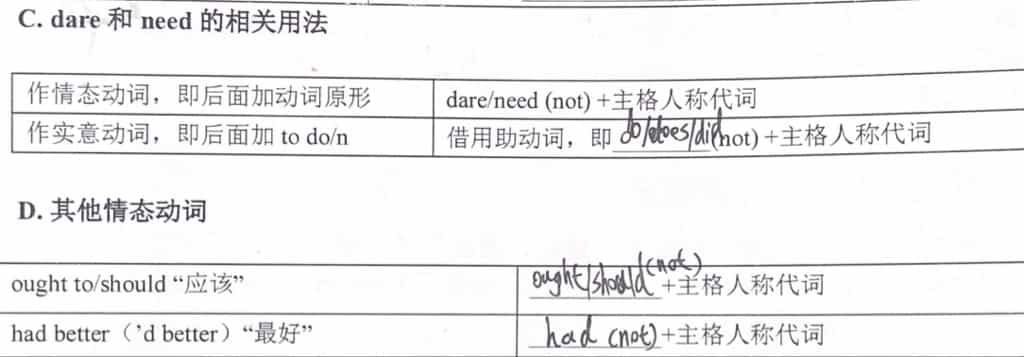 C. dare 和 need 的相关用法
作情态动词，即后面加动词原形 dare/need (not) +主格人称代词
作实意动词，即后面加 to do/n 借用助动词，即 do/does/did(not) +主格人称代词
D. 其他情态动词
ought to/should “应该” ought/should(not)+主格人称代词
had better（’d better）“最好” had (not)+主格人称代词